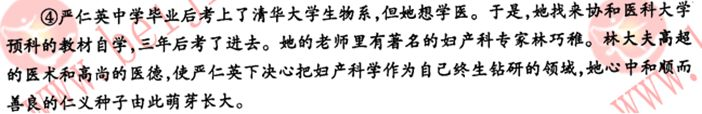 ④严仁英中学毕业后考上了清华大学生物系,但她想学医。于是,她找来协和医科大学
预科的教材自学,三年后考了进去。她的老师里有著名的妇产科专家林巧稚。林大夫高超
的医术和高尚的医德,使严仁英下决心把妇产科学作为自己终生钻研的领域,她心中和顺而
善良的仁义种子由此萌芽长大。